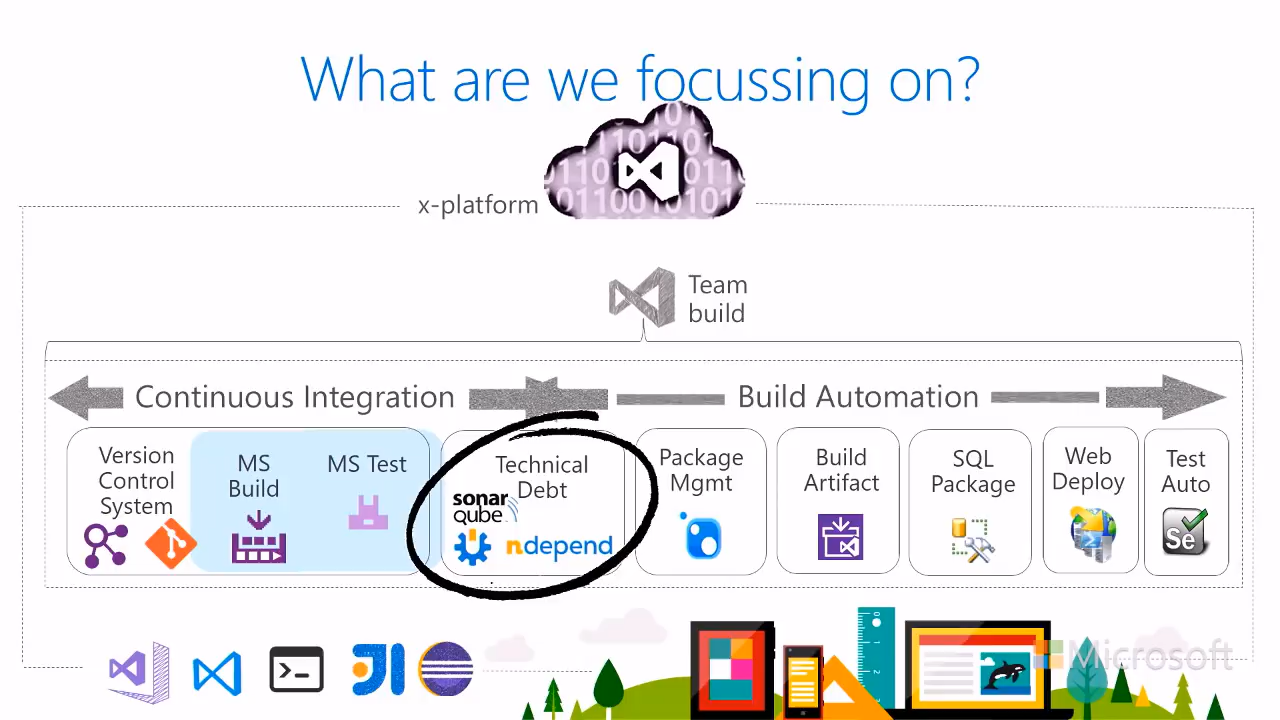 What are we focussing on?
x-platform
Team
build
Continuous Integration
Build Automation
Version
Control
System
MS
Build
MS Test
Technical
Debt
sonar
qube
ndepend
Package
Mgmt
Build
Artifact
SQL
Package
Web
Deploy
Test
Auto
Se
Microsoft